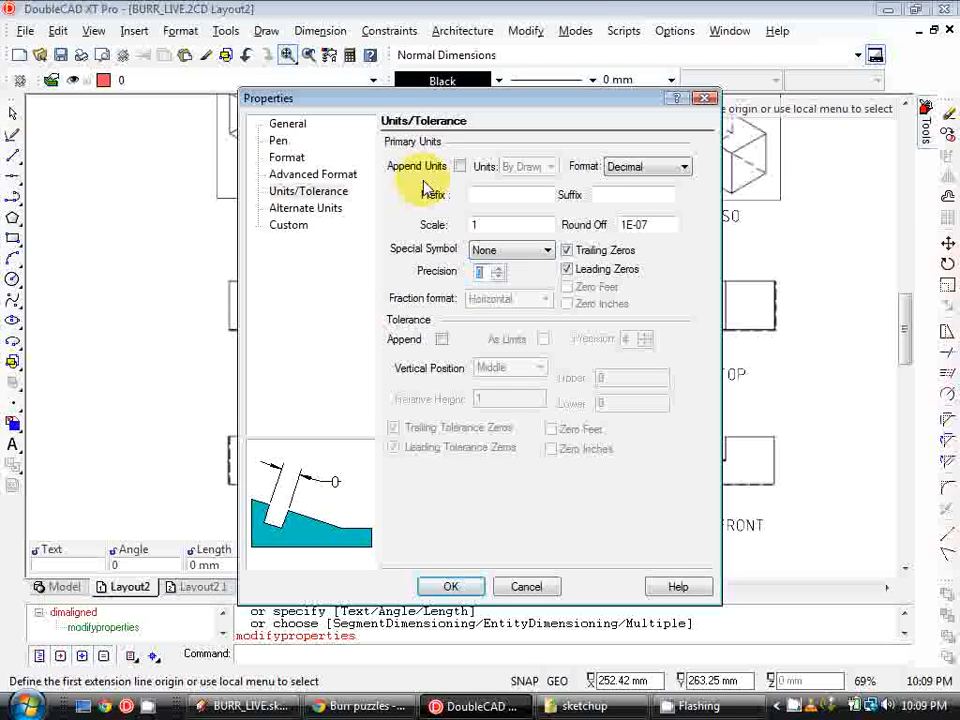 DoubleCAD XT Pro - [BURR_LIVE.2CD Layout2]
File Edit View Insert Format Tools Draw Dimension Constraints Architecture Modify Modes Scripts Options Window Help
Normal Dimensions
0 Black 0 mm
Properties
origin or use local menu to select
General
Pen
Format
Advanced Format
Units/Tolerance
Alternate Units
Custom
Units/Tolerance
Primary Units
Append Units Units: By Draw Format: Decimal
Prefix : Suffix
Scale: 1 Round Off 1E-07
Special Symbol None Trailing Zeros
Precision Leading Zeros
Zero Feet
Fraction format: Horizontal Zero Inches
Tolerance
Append As Limits Precision: 4
Vertical Position Middle
Upper 0
Relative Height: 1
Lower 0
Trailing Tolerance Zeros Zero Feet
Leading Tolerance Zeros Zero Inches
0
OK Cancel Help
Tools
SO
TOP
FRONT
Text Angle Length
0 0 mm
Model Layout2 Layout2 1
dimaligned
modifyproperties
or specify [Text/Angle/Length]
or choose [SegmentDimensioning/EntityDimensioning/Multiple]
modifyproperties
Command:
Define the first extension line origin or use local menu to select SNAP GEO X 252.42 mm Y 263.25 mm Z 0 mm 69% 10:09 PM
BURR_LIVE.sk... Burr puzzles -... DoubleCAD ... sketchup Flashing 10:09 PM